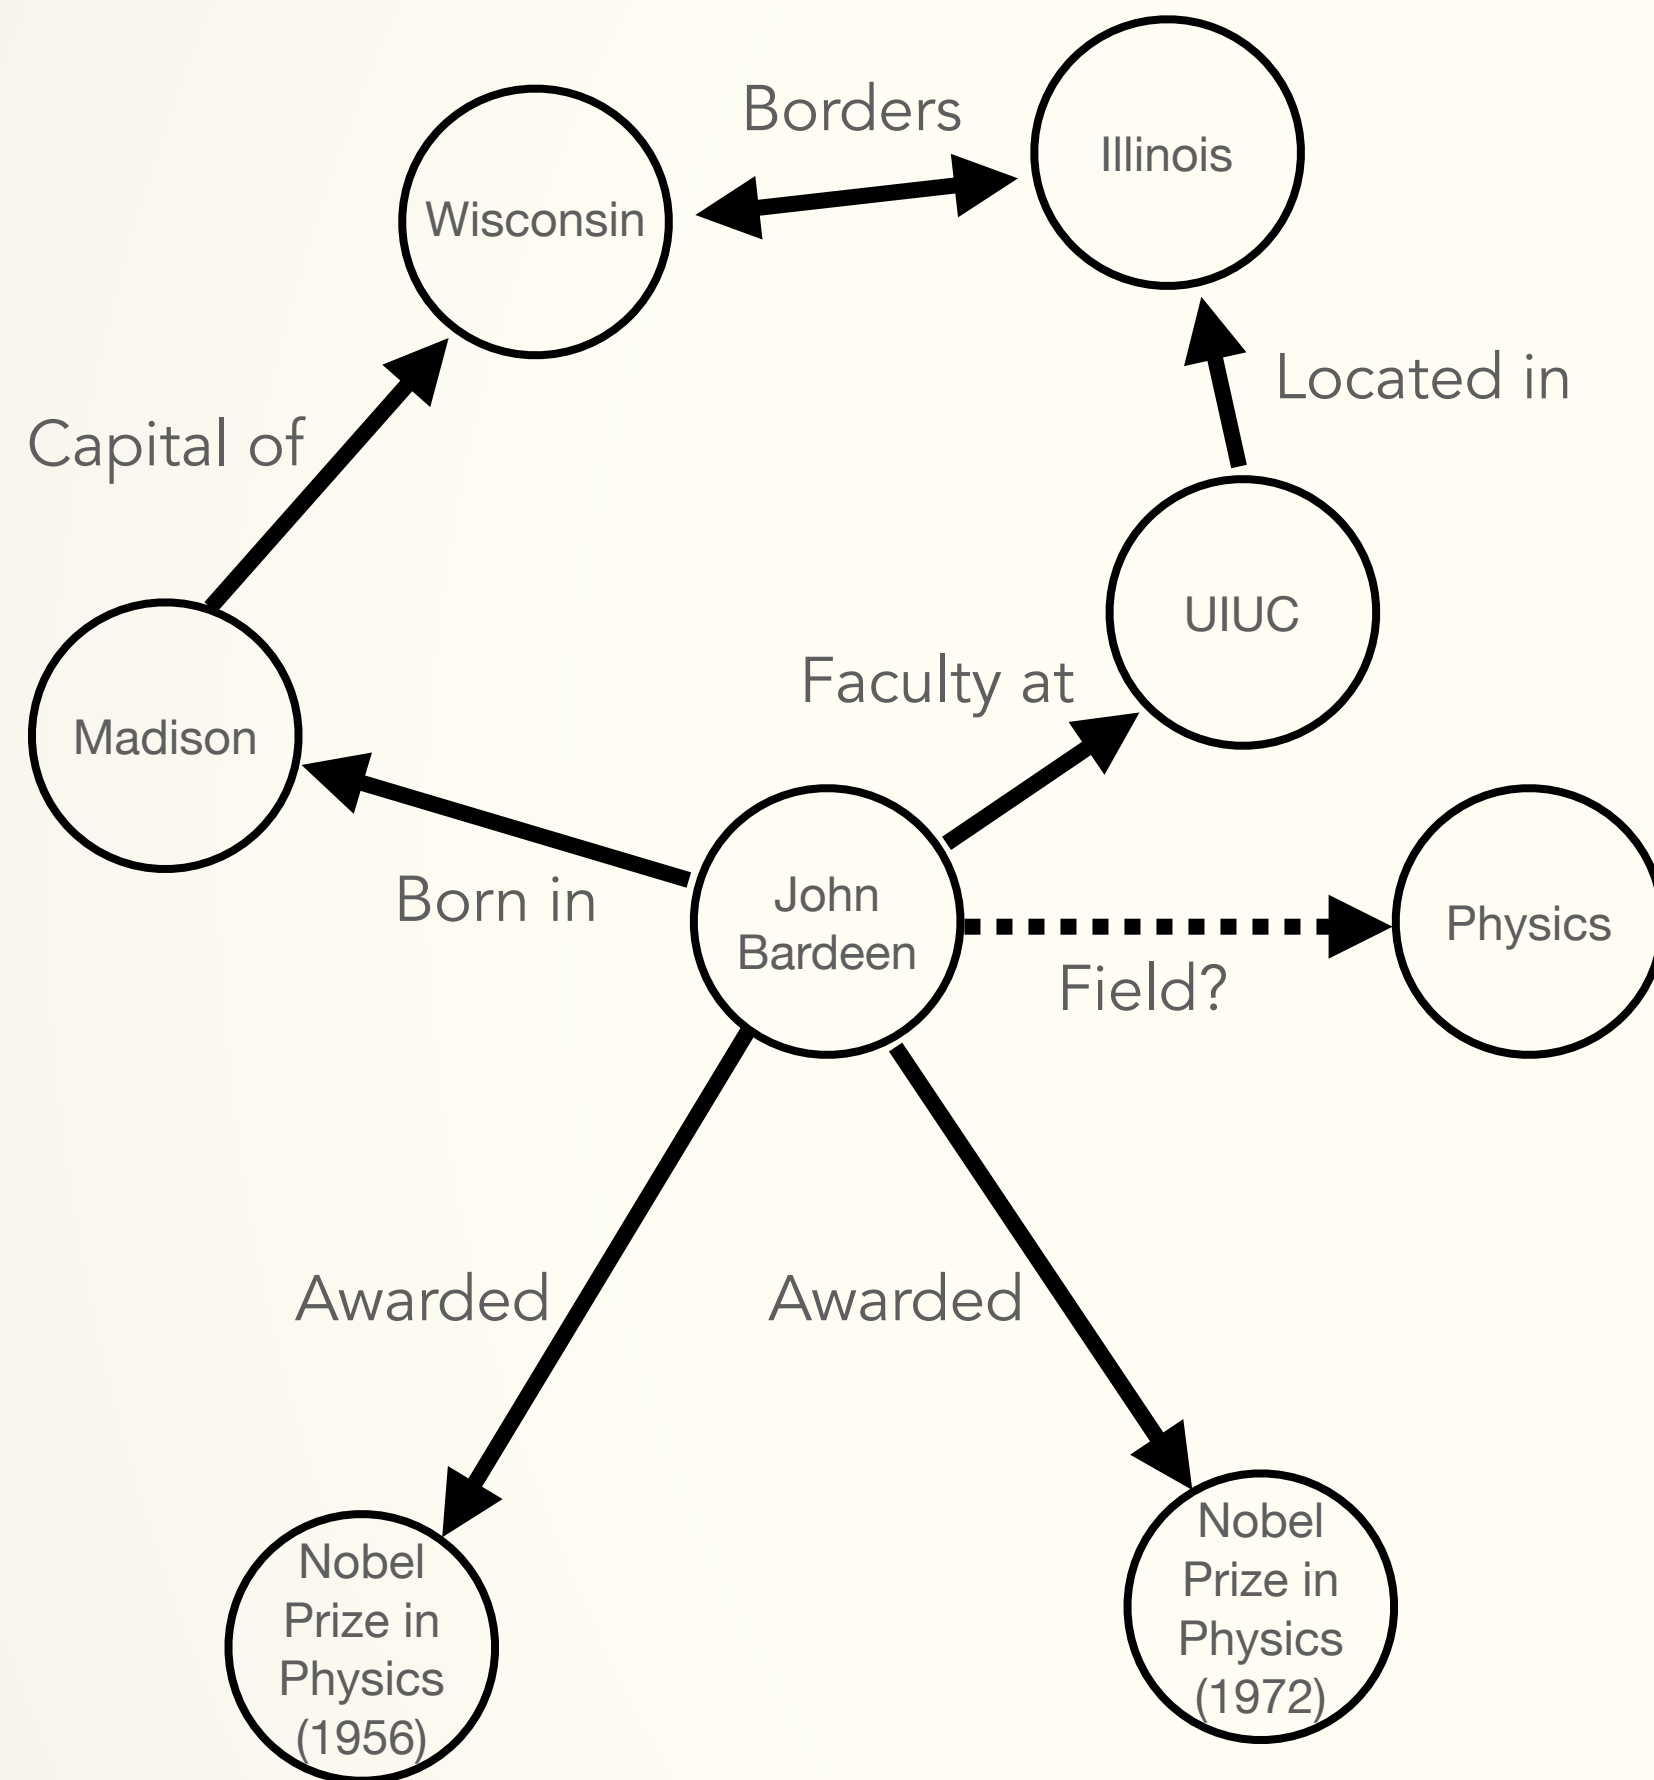 Borders
Illinois
Wisconsin
Located in
Capital of
UIUC
Faculty at
Madison
John
Bardeen
Born in
Physics
Field?
Awarded
Awarded
Nobel
Prize in
Physics
(1956)
Nobel
Prize in
Physics
(1972)